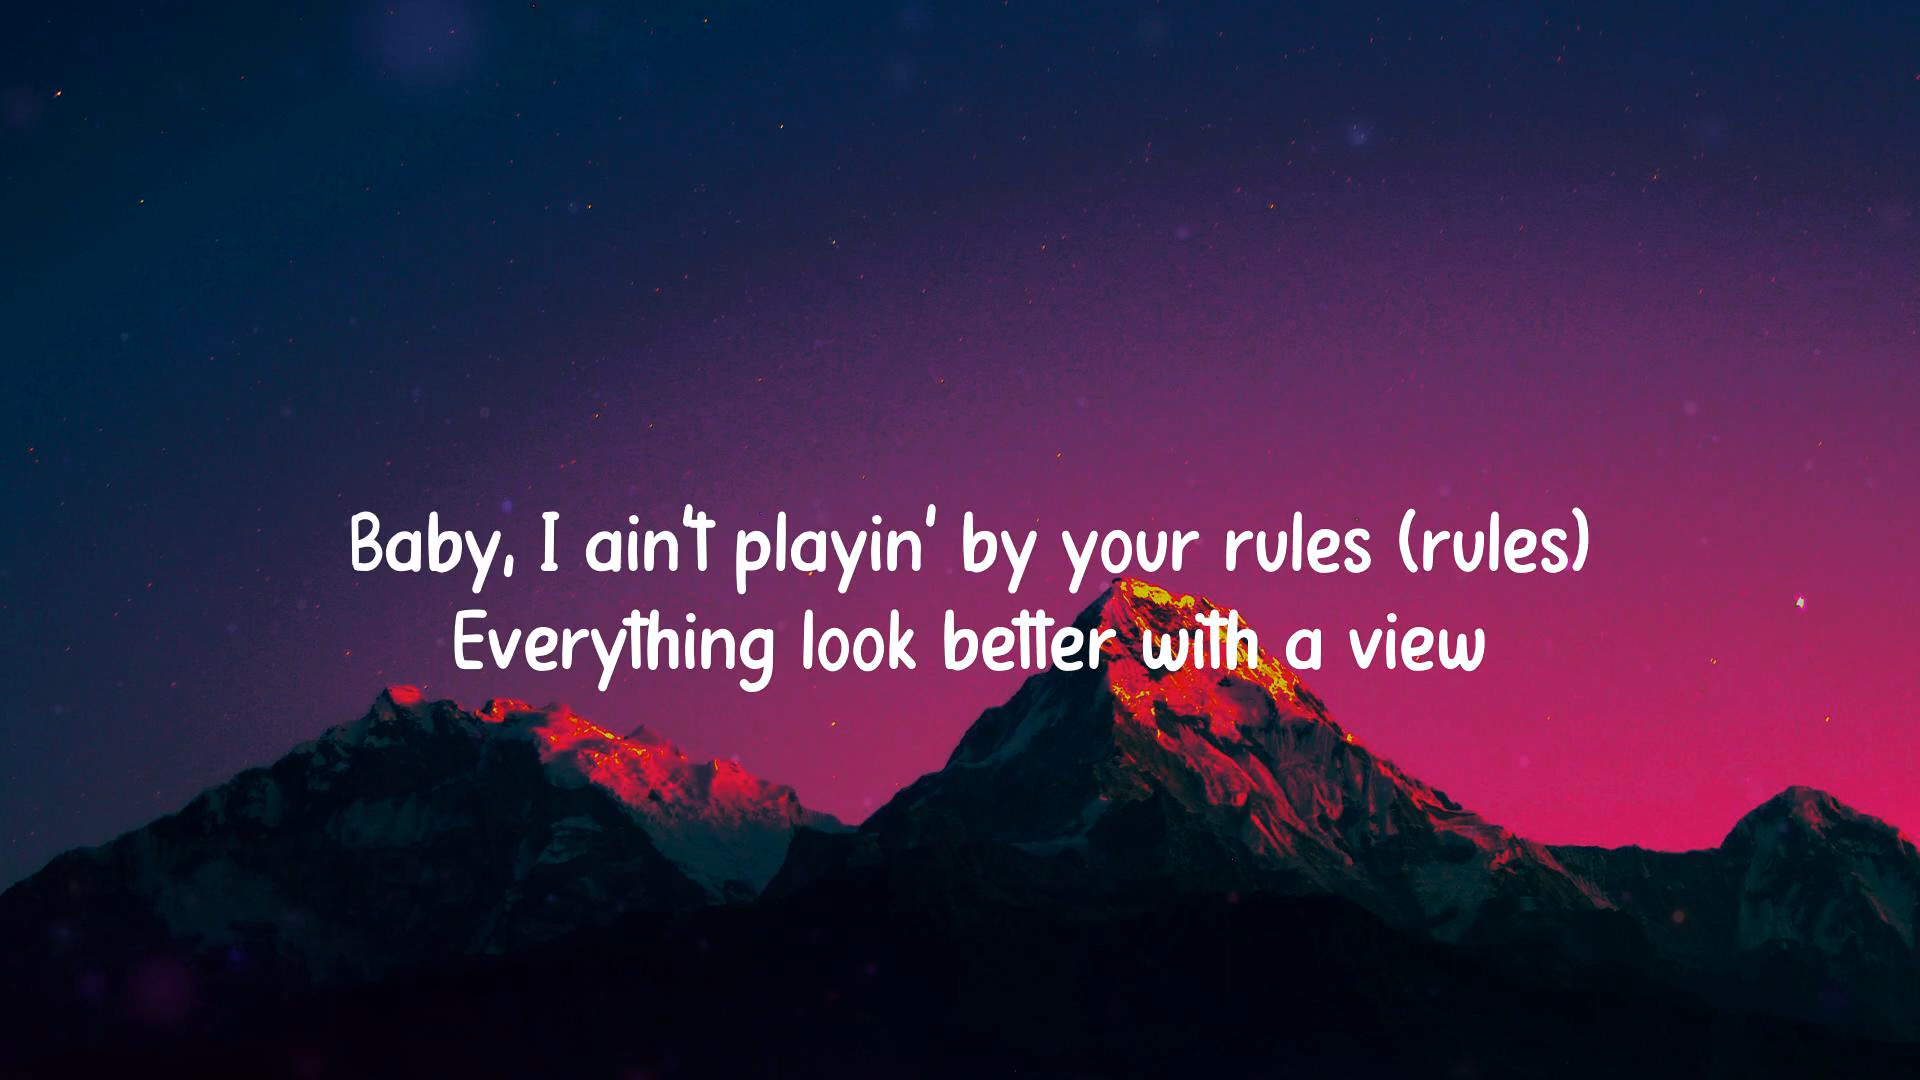 Baby, I ain't playin' by your rules (rules)
Everything look better with a view